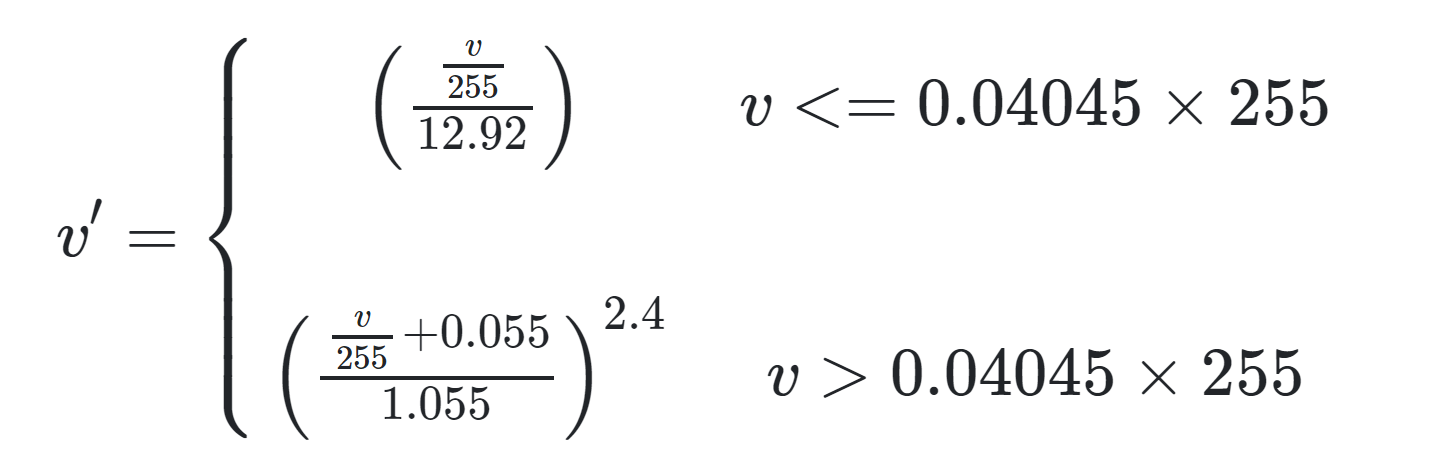 v′ = { ( (v/255) / 12.92 ) v <= 0.04045 × 255
( (v/255 + 0.055) / 1.055 )^2.4 v > 0.04045 × 255